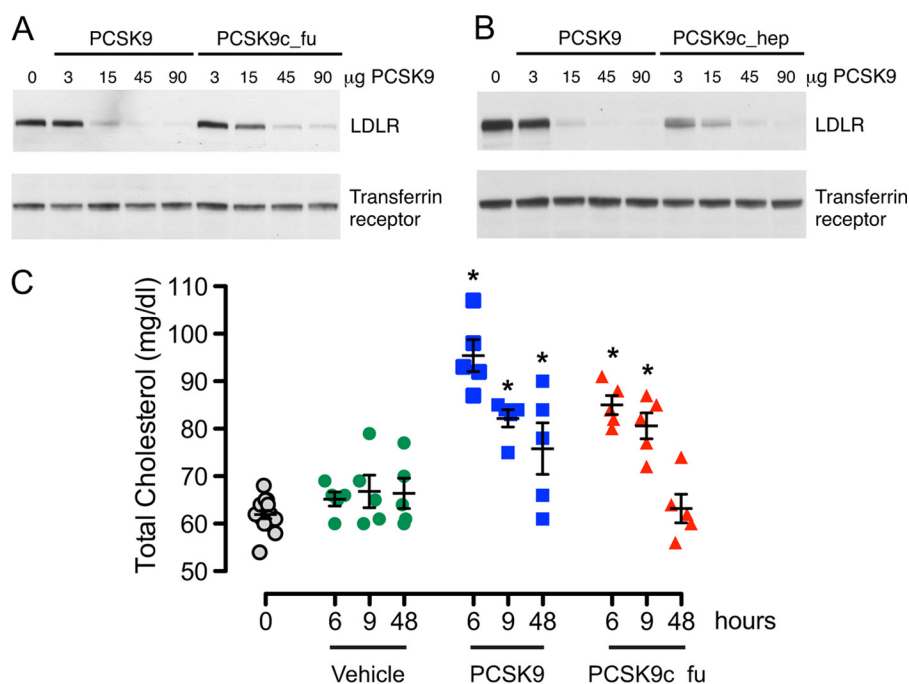 A
PCSK9 PCSK9c_fu
0 3 15 45 90 3 15 45 90 μg PCSK9
LDLR
Transferrin
receptor
B
PCSK9 PCSK9c_hep
0 3 15 45 90 3 15 45 90 μg PCSK9
LDLR
Transferrin
receptor
C
Total Cholesterol (mg/dl)
110
100
90
80
70
60
50
* * * * *
0 6 9 48 6 9 48 6 9 48 hours
Vehicle PCSK9 PCSK9c_fu